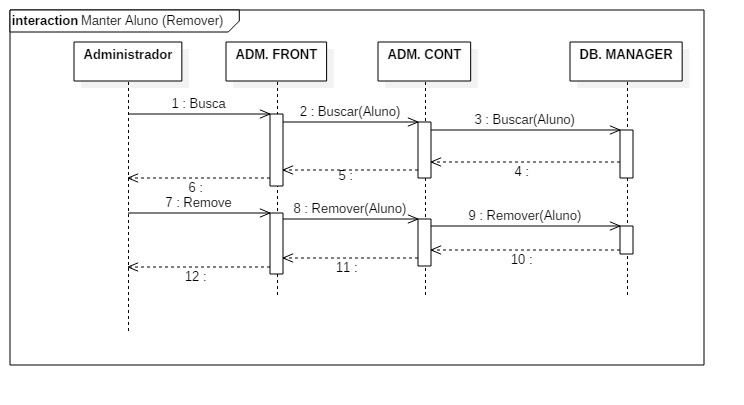 interaction Manter Aluno (Remover)
Administrador
ADM. FRONT
ADM. CONT
DB. MANAGER
1 : Busca
2 : Buscar(Aluno)
3 : Buscar(Aluno)
4 :
5 :
6 :
7 : Remove
8 : Remover(Aluno)
9 : Remover(Aluno)
10 :
11 :
12 :